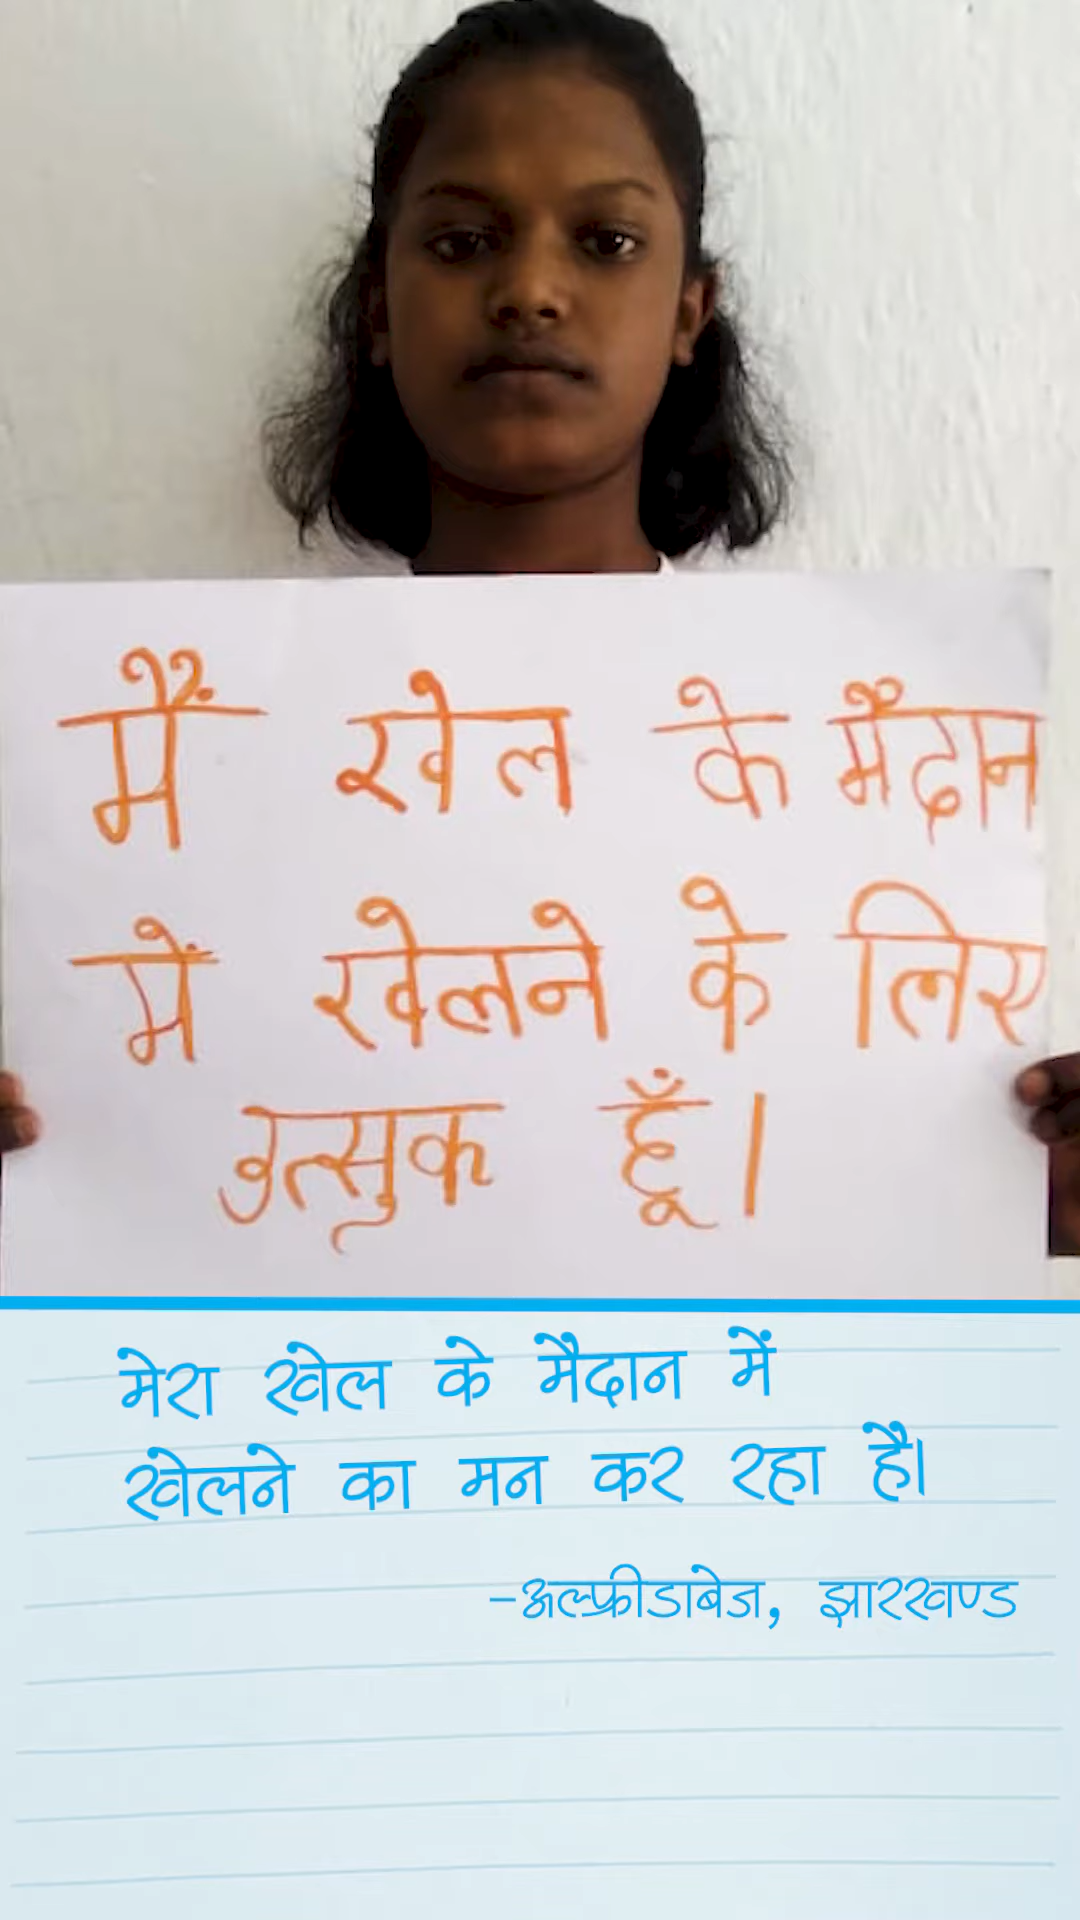 मैं खेल के मैदान
में खेलने के लिए
उत्सुक हूँ।
मेरा खेल के मैदान में
खेलने का मन कर रहा है।
-अल्फ्रीडाबेज, झारखण्ड